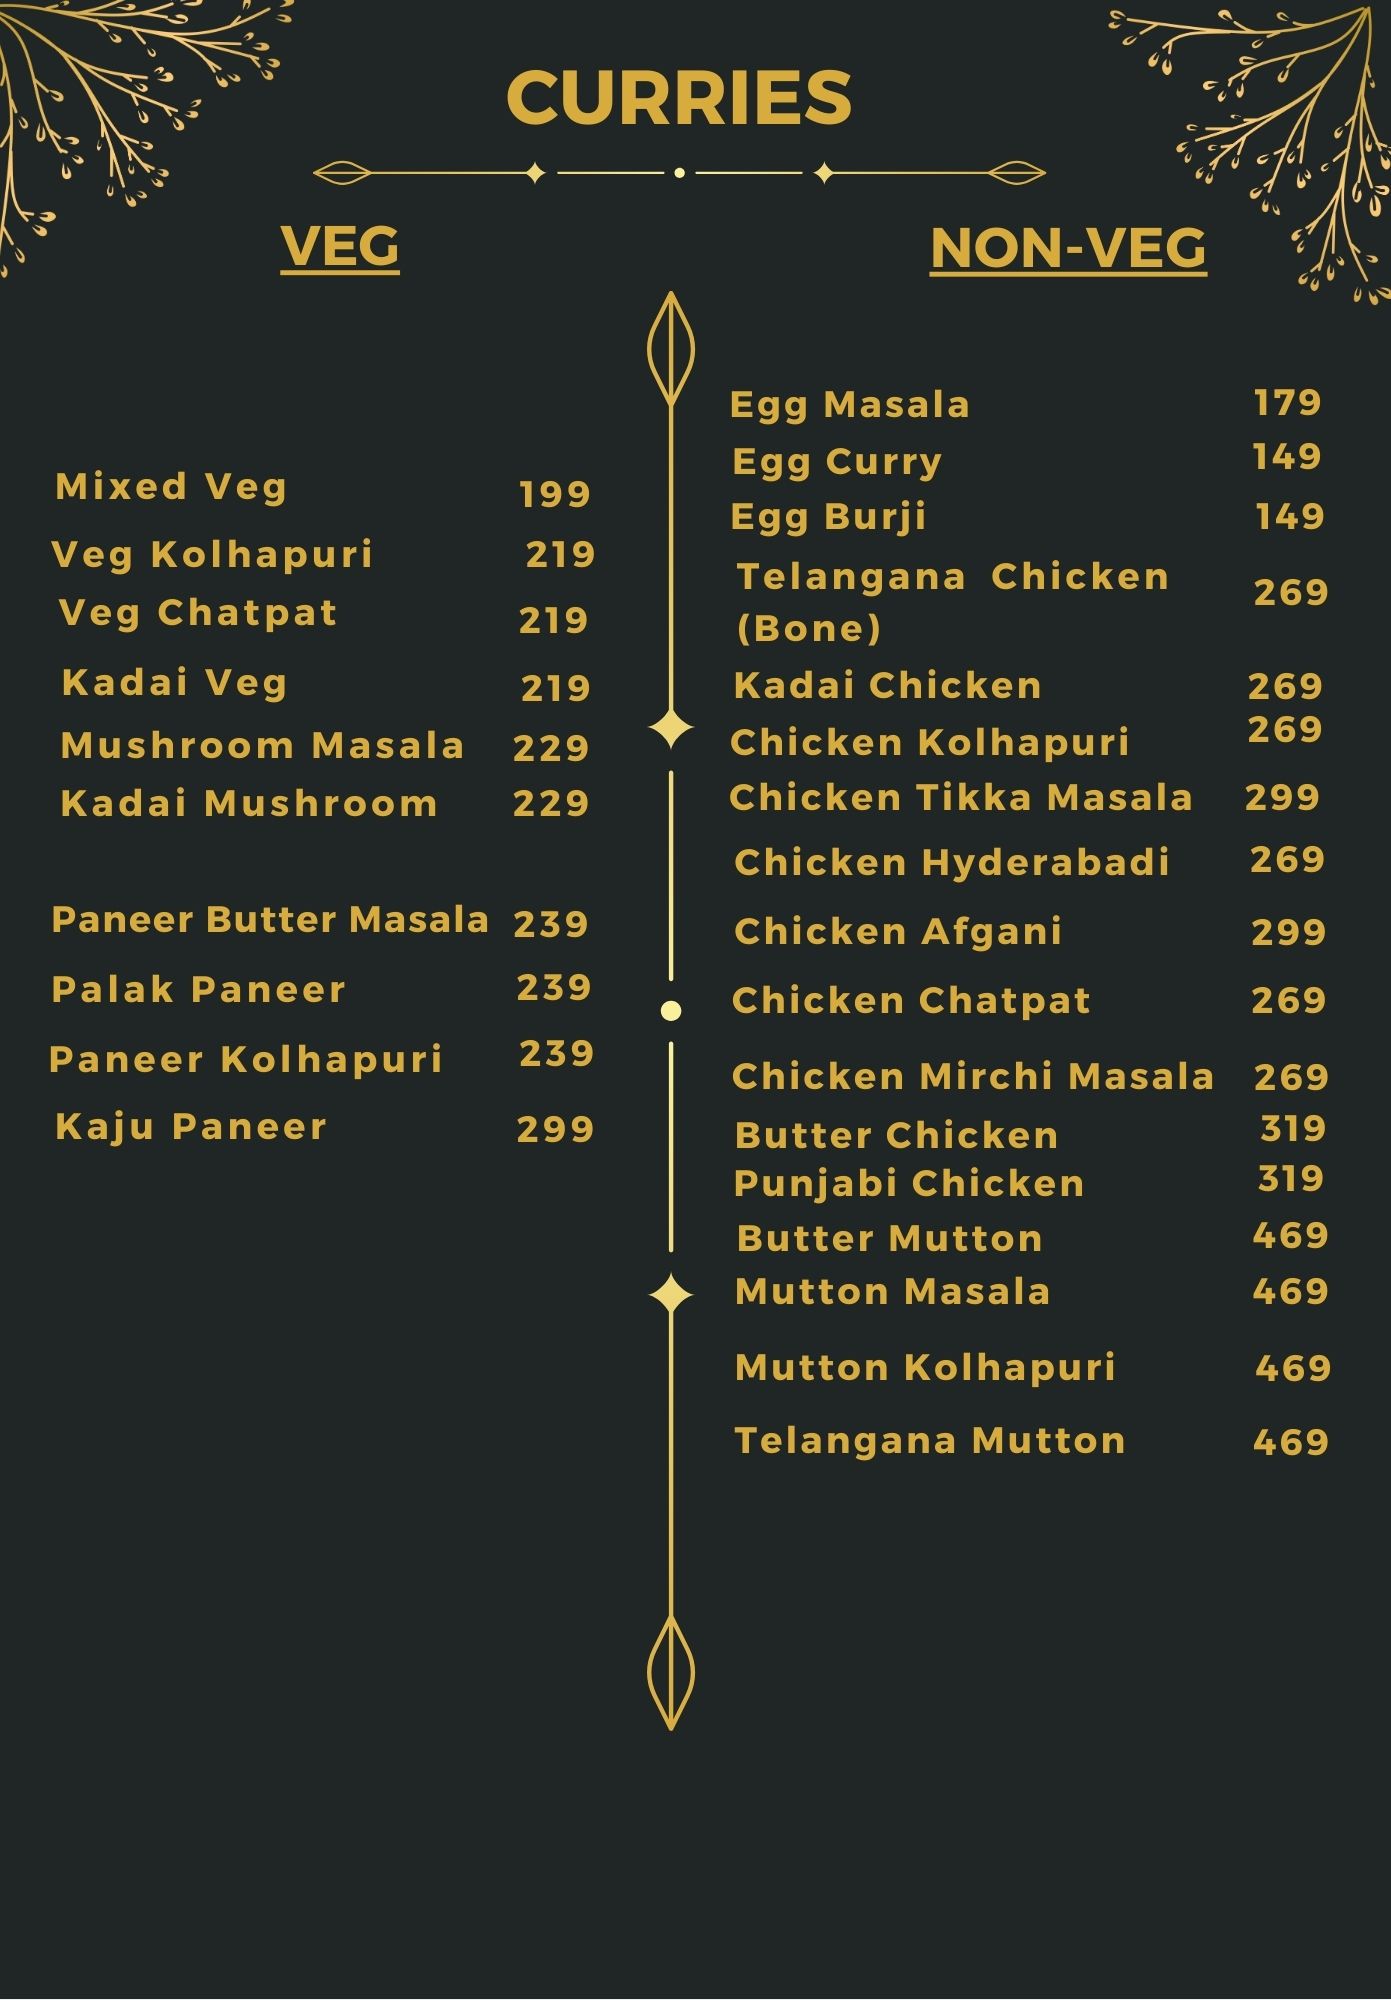 CURRIES
VEG
Mixed Veg 199
Veg Kolhapuri 219
Veg Chatpat 219
Kadai Veg 219
Mushroom Masala 229
Kadai Mushroom 229
Paneer Butter Masala 239
Palak Paneer 239
Paneer Kolhapuri 239
Kaju Paneer 299
NON-VEG
Egg Masala 179
Egg Curry 149
Egg Burji 149
Telangana Chicken 269
(Bone)
Kadai Chicken 269
Chicken Kolhapuri 269
Chicken Tikka Masala 299
Chicken Hyderabadi 269
Chicken Afgani 299
Chicken Chatpat 269
Chicken Mirchi Masala 269
Butter Chicken 319
Punjabi Chicken 319
Butter Mutton 469
Mutton Masala 469
Mutton Kolhapuri 469
Telangana Mutton 469